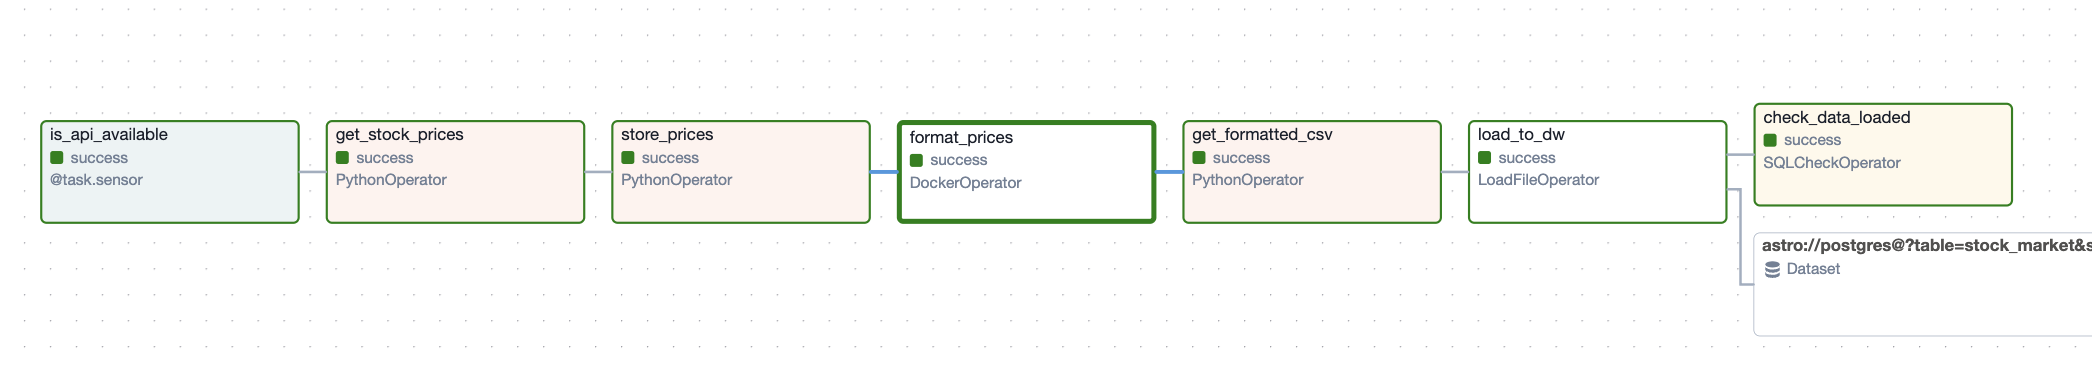 is_api_available
success
@task.sensor
get_stock_prices
success
PythonOperator
store_prices
success
PythonOperator
format_prices
success
DockerOperator
get_formatted_csv
success
PythonOperator
load_to_dw
success
LoadFileOperator
check_data_loaded
success
SQLCheckOperator
astro://postgres@?table=stock_market&s
Dataset